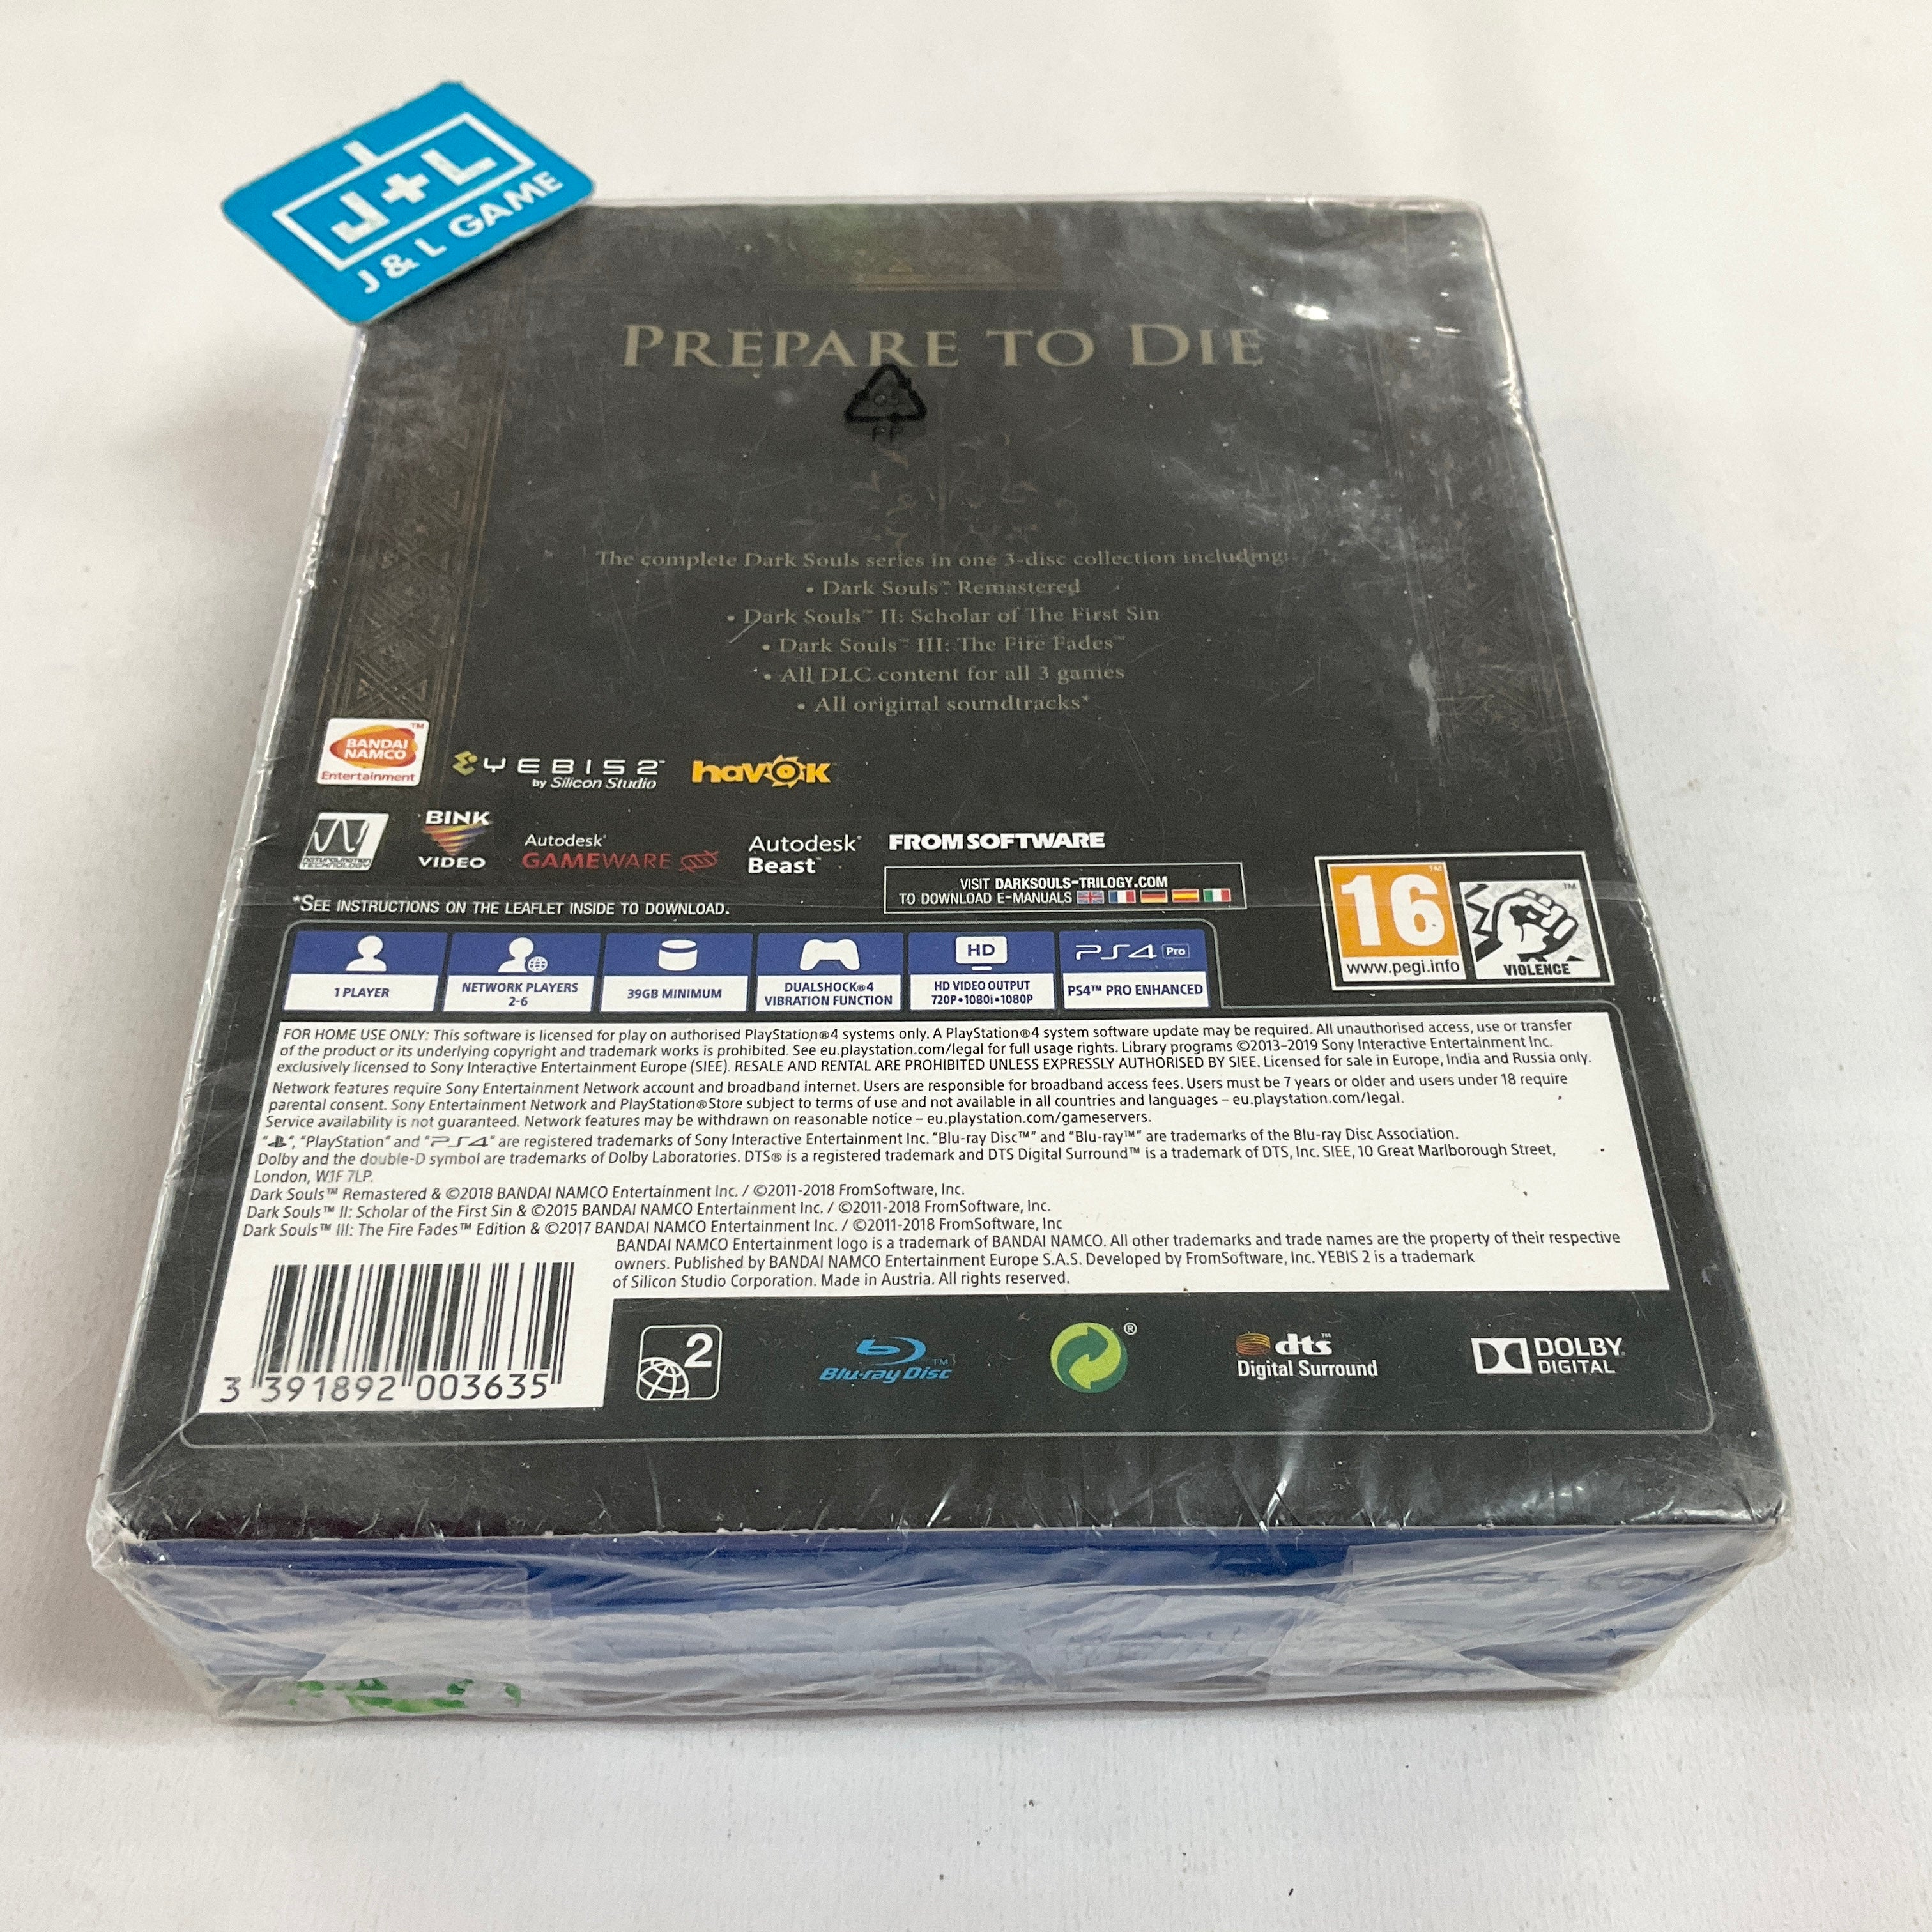 J+L
J & L GAME
PREPARE TO DIE
The complete Dark Souls series in one 3-disc collection including:
• Dark Souls™ Remastered
• Dark Souls™ II: Scholar of The First Sin
• Dark Souls™ III: The Fire Fades™
• All DLC content for all 3 games
• All original soundtracks*
BANDAI NAMCO Entertainment ™
YEBIS 2™
by Silicon Studio
havok
NATURALMOTION TECHNOLOGY
BINK VIDEO
Autodesk® GAMEWARE
Autodesk® Beast™
FROMSOFTWARE
VISIT DARKSOULS-TRILOGY.COM
TO DOWNLOAD E-MANUALS
*SEE INSTRUCTIONS ON THE LEAFLET INSIDE TO DOWNLOAD.
16 ™
www.pegi.info
VIOLENCE ™
1 PLAYER
NETWORK PLAYERS 2-6
39GB MINIMUM
DUALSHOCK®4 VIBRATION FUNCTION
HD
HD VIDEO OUTPUT 720P•1080i•1080P
PS4 Pro
PS4™ PRO ENHANCED
FOR HOME USE ONLY: This software is licensed for play on authorised PlayStation®4 systems only. A PlayStation®4 system software update may be required. All unauthorised access, use or transfer
of the product or its underlying copyright and trademark works is prohibited. See eu.playstation.com/legal for full usage rights. Library programs ©2013-2019 Sony Interactive Entertainment Inc.
exclusively licensed to Sony Interactive Entertainment Europe (SIEE). RESALE AND RENTAL ARE PROHIBITED UNLESS EXPRESSLY AUTHORISED BY SIEE. Licensed for sale in Europe, India and Russia only.
Network features require Sony Entertainment Network account and broadband internet. Users are responsible for broadband access fees. Users must be 7 years or older and users under 18 require
parental consent. Sony Entertainment Network and PlayStation®Store subject to terms of use and not available in all countries and languages – eu.playstation.com/legal.
Service availability is not guaranteed. Network features may be withdrawn on reasonable notice – eu.playstation.com/gameservers.
"", "PlayStation" and "PS4" are registered trademarks of Sony Interactive Entertainment Inc. "Blu-ray Disc™" and "Blu-ray™" are trademarks of the Blu-ray Disc Association.
Dolby and the double-D symbol are trademarks of Dolby Laboratories. DTS® is a registered trademark and DTS Digital Surround™ is a trademark of DTS, Inc. SIEE, 10 Great Marlborough Street,
London, W1F 7LP.
Dark Souls™ Remastered & ©2018 BANDAI NAMCO Entertainment Inc. / ©2011-2018 FromSoftware, Inc.
Dark Souls™ II: Scholar of the First Sin & ©2015 BANDAI NAMCO Entertainment Inc. / ©2011-2018 FromSoftware, Inc.
Dark Souls™ III: The Fire Fades™ Edition & ©2017 BANDAI NAMCO Entertainment Inc. / ©2011-2018 FromSoftware, Inc
BANDAI NAMCO Entertainment logo is a trademark of BANDAI NAMCO. All other trademarks and trade names are the property of their respective
owners. Published by BANDAI NAMCO Entertainment Europe S.A.S. Developed by FromSoftware, Inc. YEBIS 2 is a trademark
of Silicon Studio Corporation. Made in Austria. All rights reserved.
3 391892 003635
2
Blu-ray Disc™
®
dts™ Digital Surround
DOLBY® DIGITAL